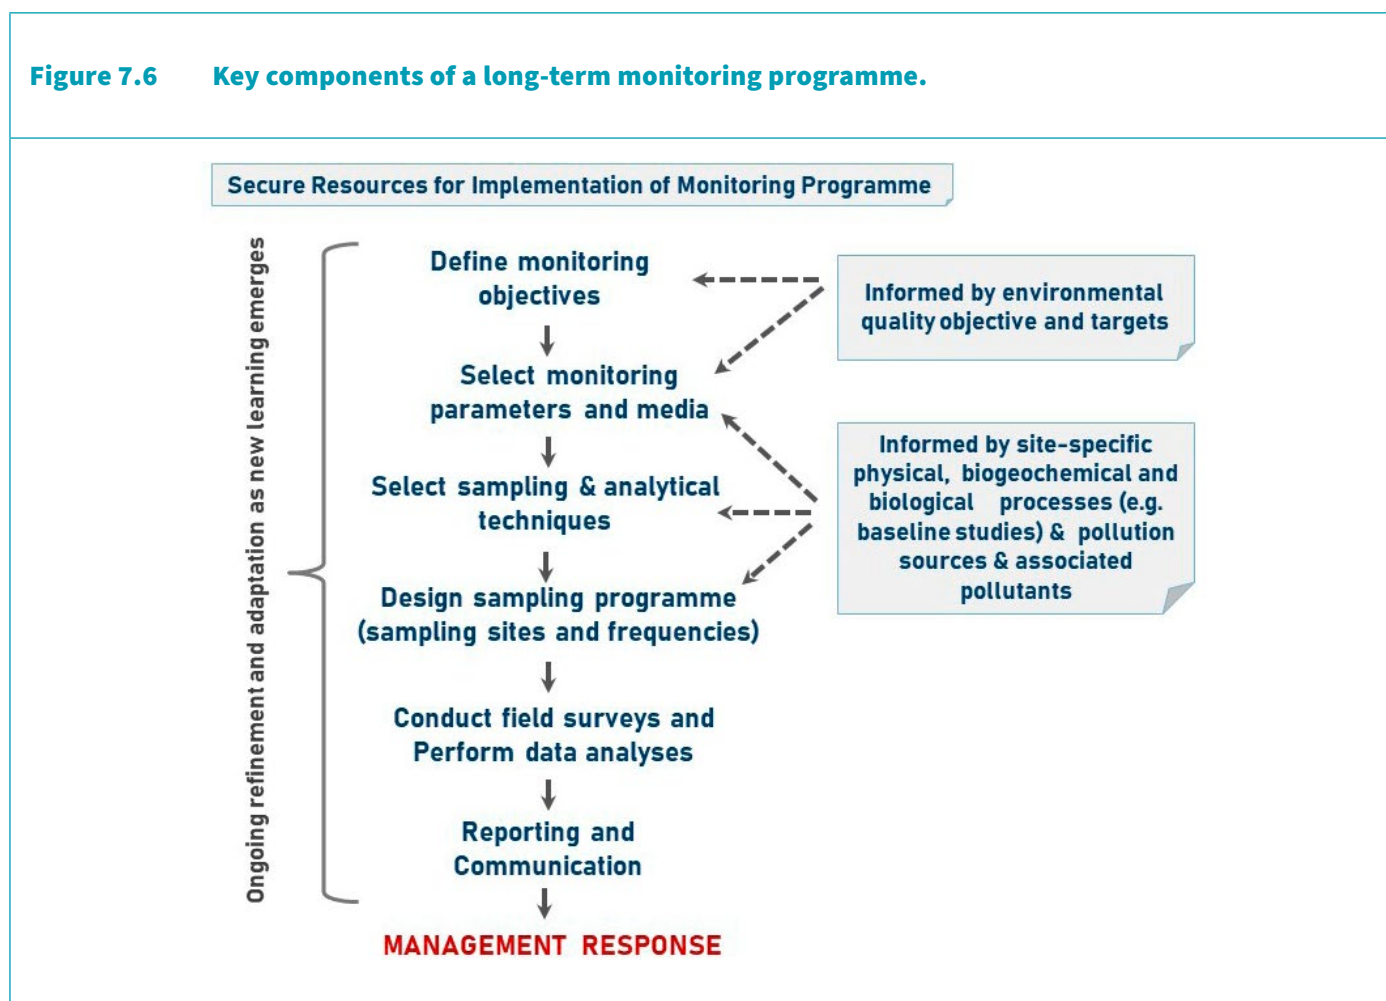 Figure 7.6 Key components of a long-term monitoring programme.
Secure Resources for Implementation of Monitoring Programme
Ongoing refinement and adaptation as new learning emerges
Define monitoring
objectives
Select monitoring
parameters and media
Select sampling & analytical
techniques
Design sampling programme
(sampling sites and frequencies)
Conduct field surveys and
Perform data analyses
Reporting and
Communication
MANAGEMENT RESPONSE
Informed by environmental
quality objective and targets
Informed by site-specific
physical, biogeochemical and
biological processes (e.g.
baseline studies) & pollution
sources & associated
pollutants